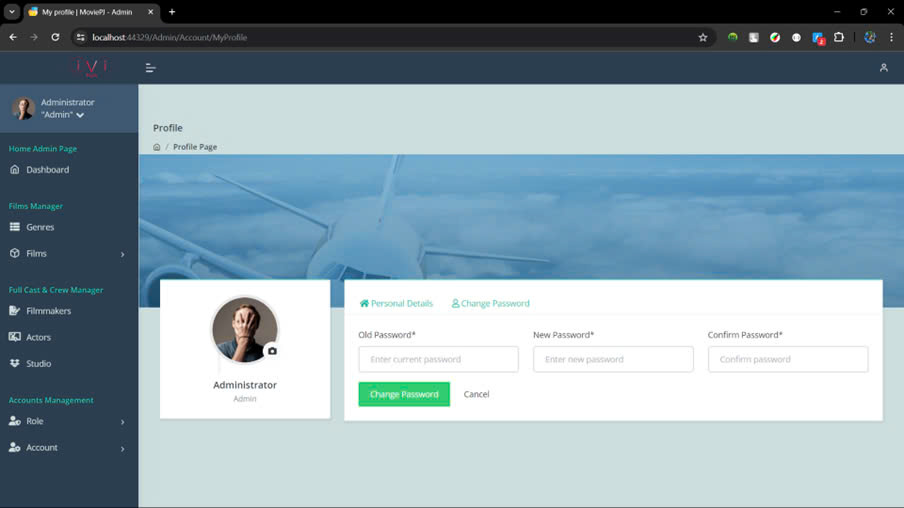 My profile | MoviePJ - Admin
localhost:44329/Admin/Account/MyProfile
2
iVi
Administrator
"Admin"
Home Admin Page
Dashboard
Films Manager
Genres
Films
Full Cast & Crew Manager
Filmmakers
Actors
Studio
Accounts Management
Role
Account
Profile
/ Profile Page
Administrator
Admin
Personal Details
Change Password
Old Password*
New Password*
Confirm Password*
Enter current password
Enter new password
Confirm password
Change Password
Cancel